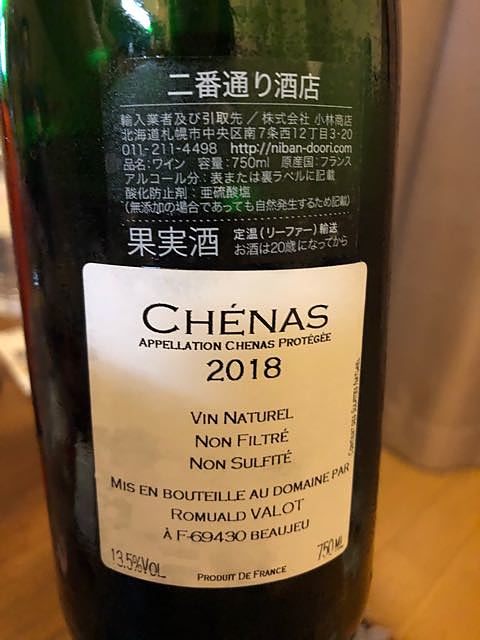 二番通り酒店
輸入業者及び引取先／株式会社 小林商店
北海道札幌市中央区南7条西12丁目3-20
011-211-4498 http://niban-doori.com/
品名:ワイン 容量:750ml 原産国:フランス
アルコール分:表または裏ラベルに記載
酸化防止剤:亜硫酸塩
(無添加の場合であっても自然発生するため記載)
果実酒 定温(リーファー)輸送
お酒は20歳になってから
CHÉNAS
APPELLATION CHENAS PROTÉGÉE
2018
VIN NATUREL
NON FILTRÉ
NON SULFITÉ
MIS EN BOUTEILLE AU DOMAINE PAR
ROMUALD VALOT
À F-69430 BEAUJEU
13.5%VOL
750 ML
PRODUIT DE FRANCE
CONTIENT DES SULFITES NATURELS